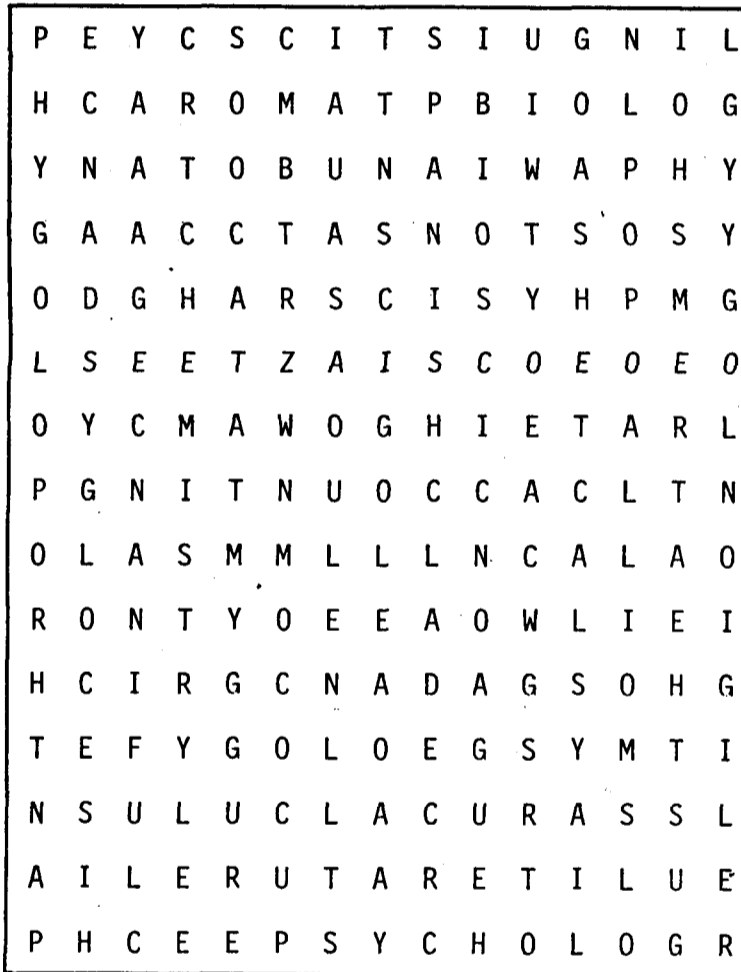 P E Y C S C I T S I U G N I L
H C A R O M A T P B I O L O G
Y N A T O B U N A I W A P H Y
G A A C C T A S N O T S O S Y
O D G H A R S C I S Y H P M G
L S E E T Z A I S C O E O E O
O Y C M A W O G H I E T A R L
P G N I T N U O C C A C L T N
O L A S M M L L L N C A L A O
R O N T Y O E E A O W L I E I
H C I R G C N A D A G S O H G
T E F Y G O L O E G S Y M T I
N S U L U C L A C U R A S S L
A I L E R U T A R E T I L U E
P H C E E P S Y C H O L O G R